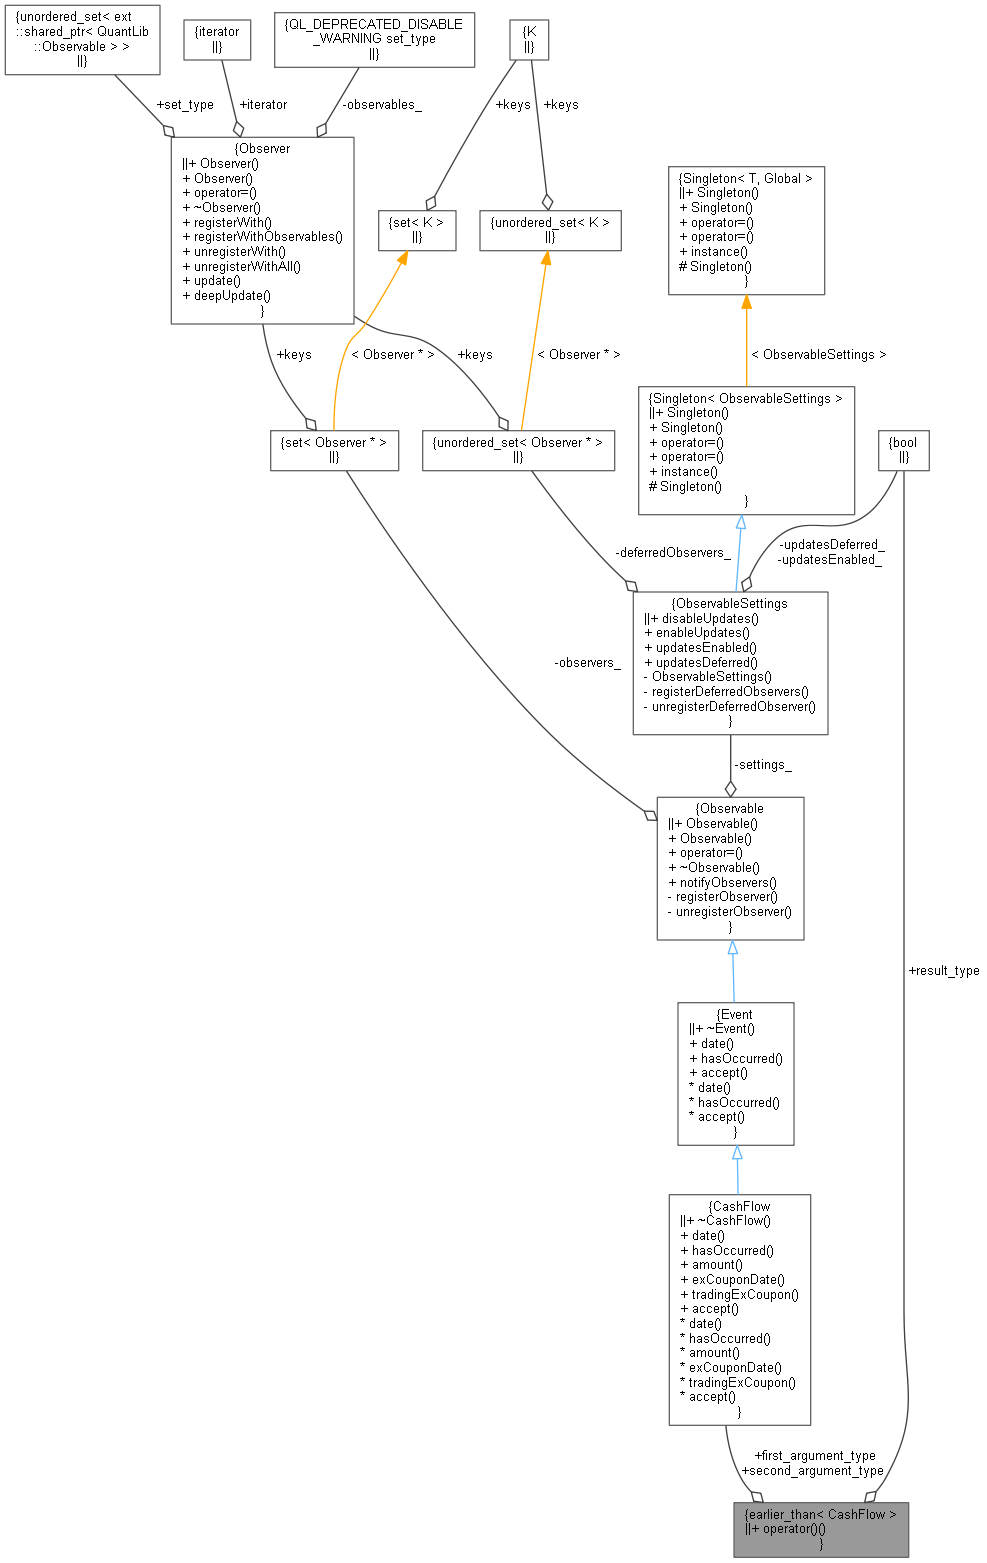 {unordered_set< ext
::shared_ptr< QuantLib
::Observable > >
||}
{iterator
||}
{QL_DEPRECATED_DISABLE
_WARNING set_type
||}
{K
||}
+set_type
+iterator
-observables_
+keys
+keys
{Observer
||+ Observer()
+ Observer()
+ operator=()
+ ~Observer()
+ registerWith()
+ registerWithObservables()
+ unregisterWith()
+ unregisterWithAll()
+ update()
+ deepUpdate()
}
{set< K >
||}
{unordered_set< K >
||}
{Singleton< T, Global >
||+ Singleton()
+ Singleton()
+ operator=()
+ operator=()
+ instance()
# Singleton()
}
+keys
< Observer * >
+keys
< Observer * >
< ObservableSettings >
{set< Observer * >
||}
{unordered_set< Observer * >
||}
{Singleton< ObservableSettings >
||+ Singleton()
+ Singleton()
+ operator=()
+ operator=()
+ instance()
# Singleton()
}
{bool
||}
-deferredObservers_
-updatesDeferred_
-updatesEnabled_
{ObservableSettings
||+ disableUpdates()
+ enableUpdates()
+ updatesEnabled()
+ updatesDeferred()
- ObservableSettings()
- registerDeferredObservers()
- unregisterDeferredObserver()
}
-observers_
-settings_
{Observable
||+ Observable()
+ Observable()
+ operator=()
+ ~Observable()
+ notifyObservers()
- registerObserver()
- unregisterObserver()
}
+result_type
{Event
||+ ~Event()
+ date()
+ hasOccurred()
+ accept()
* date()
* hasOccurred()
* accept()
}
{CashFlow
||+ ~CashFlow()
+ date()
+ hasOccurred()
+ amount()
+ exCouponDate()
+ tradingExCoupon()
+ accept()
* date()
* hasOccurred()
* amount()
* exCouponDate()
* tradingExCoupon()
* accept()
}
+first_argument_type
+second_argument_type
{earlier_than< CashFlow >
||+ operator()()
}